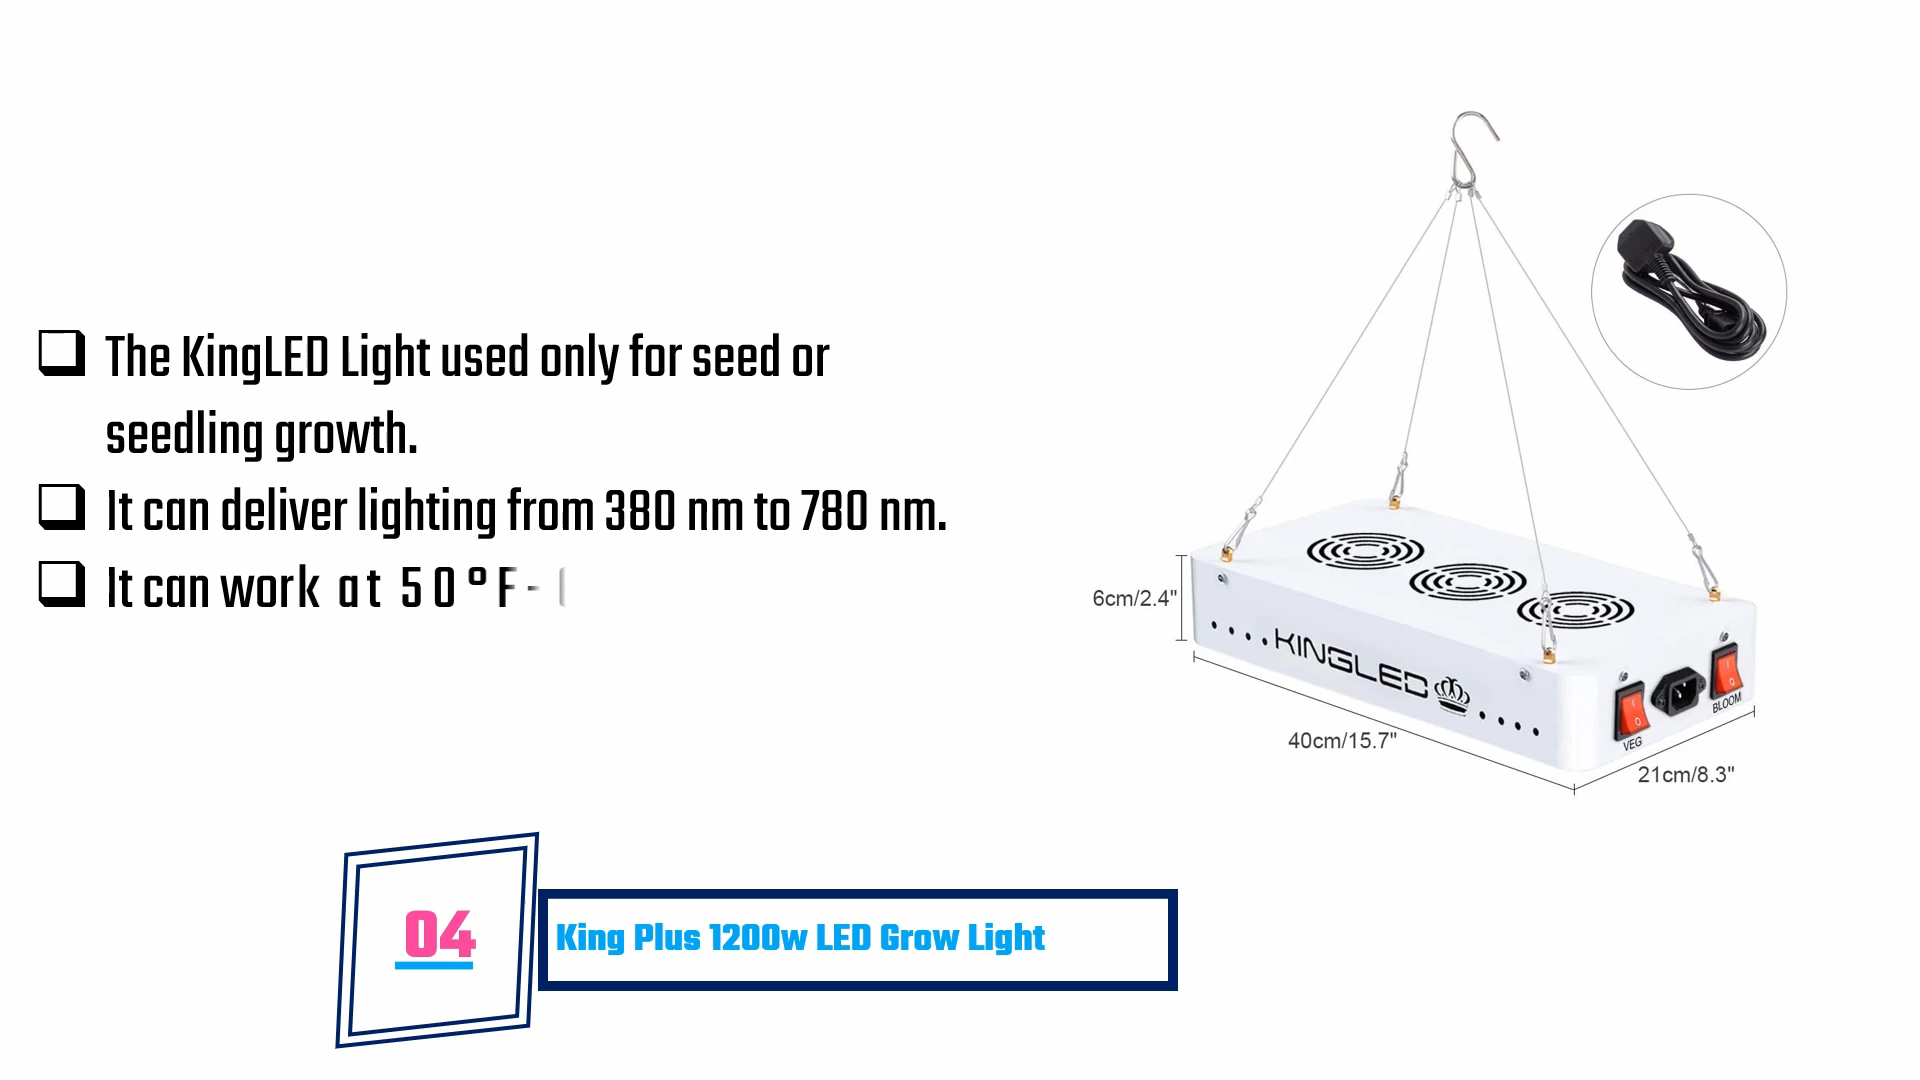 The KingLED Light used only for seed or
seedling growth.
It can deliver lighting from 380 nm to 780 nm.
It can work at 50°F-
6cm/2.4"
KINGLED
VEG
BLOOM
40cm/15.7"
21cm/8.3"
04
King Plus 1200w LED Grow Light